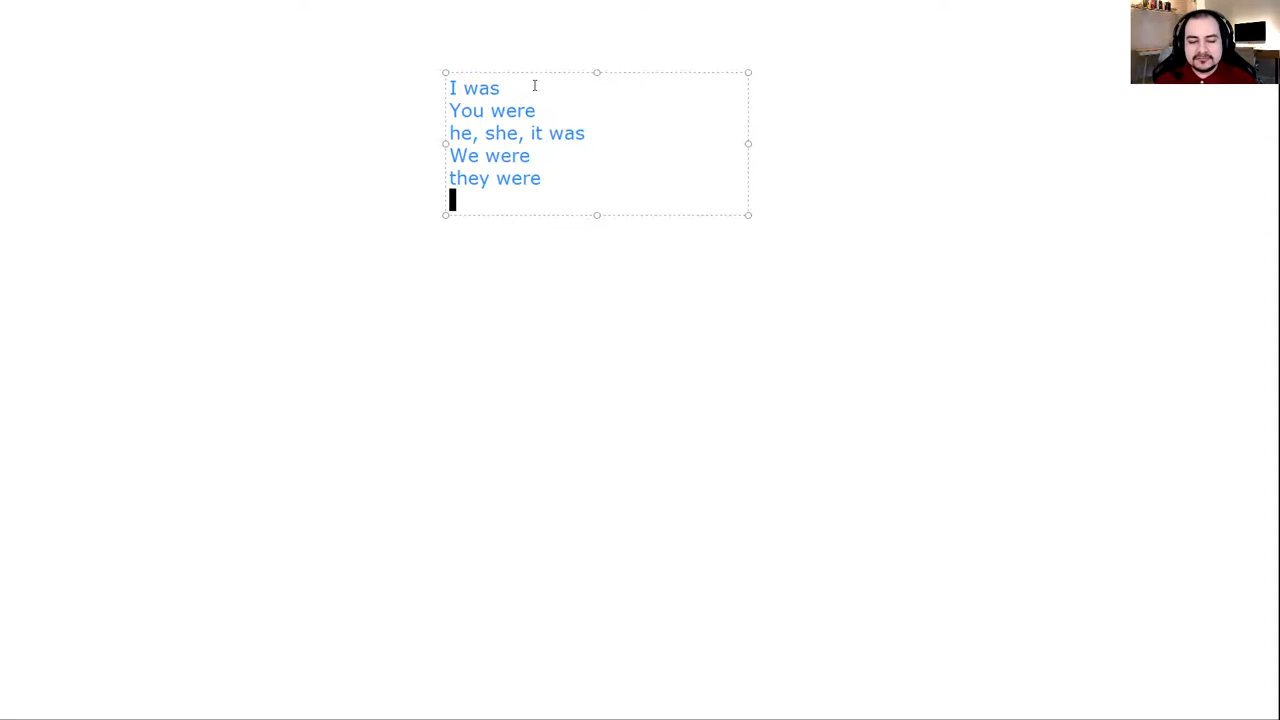 I was
You were
he, she, it was
We were
they were